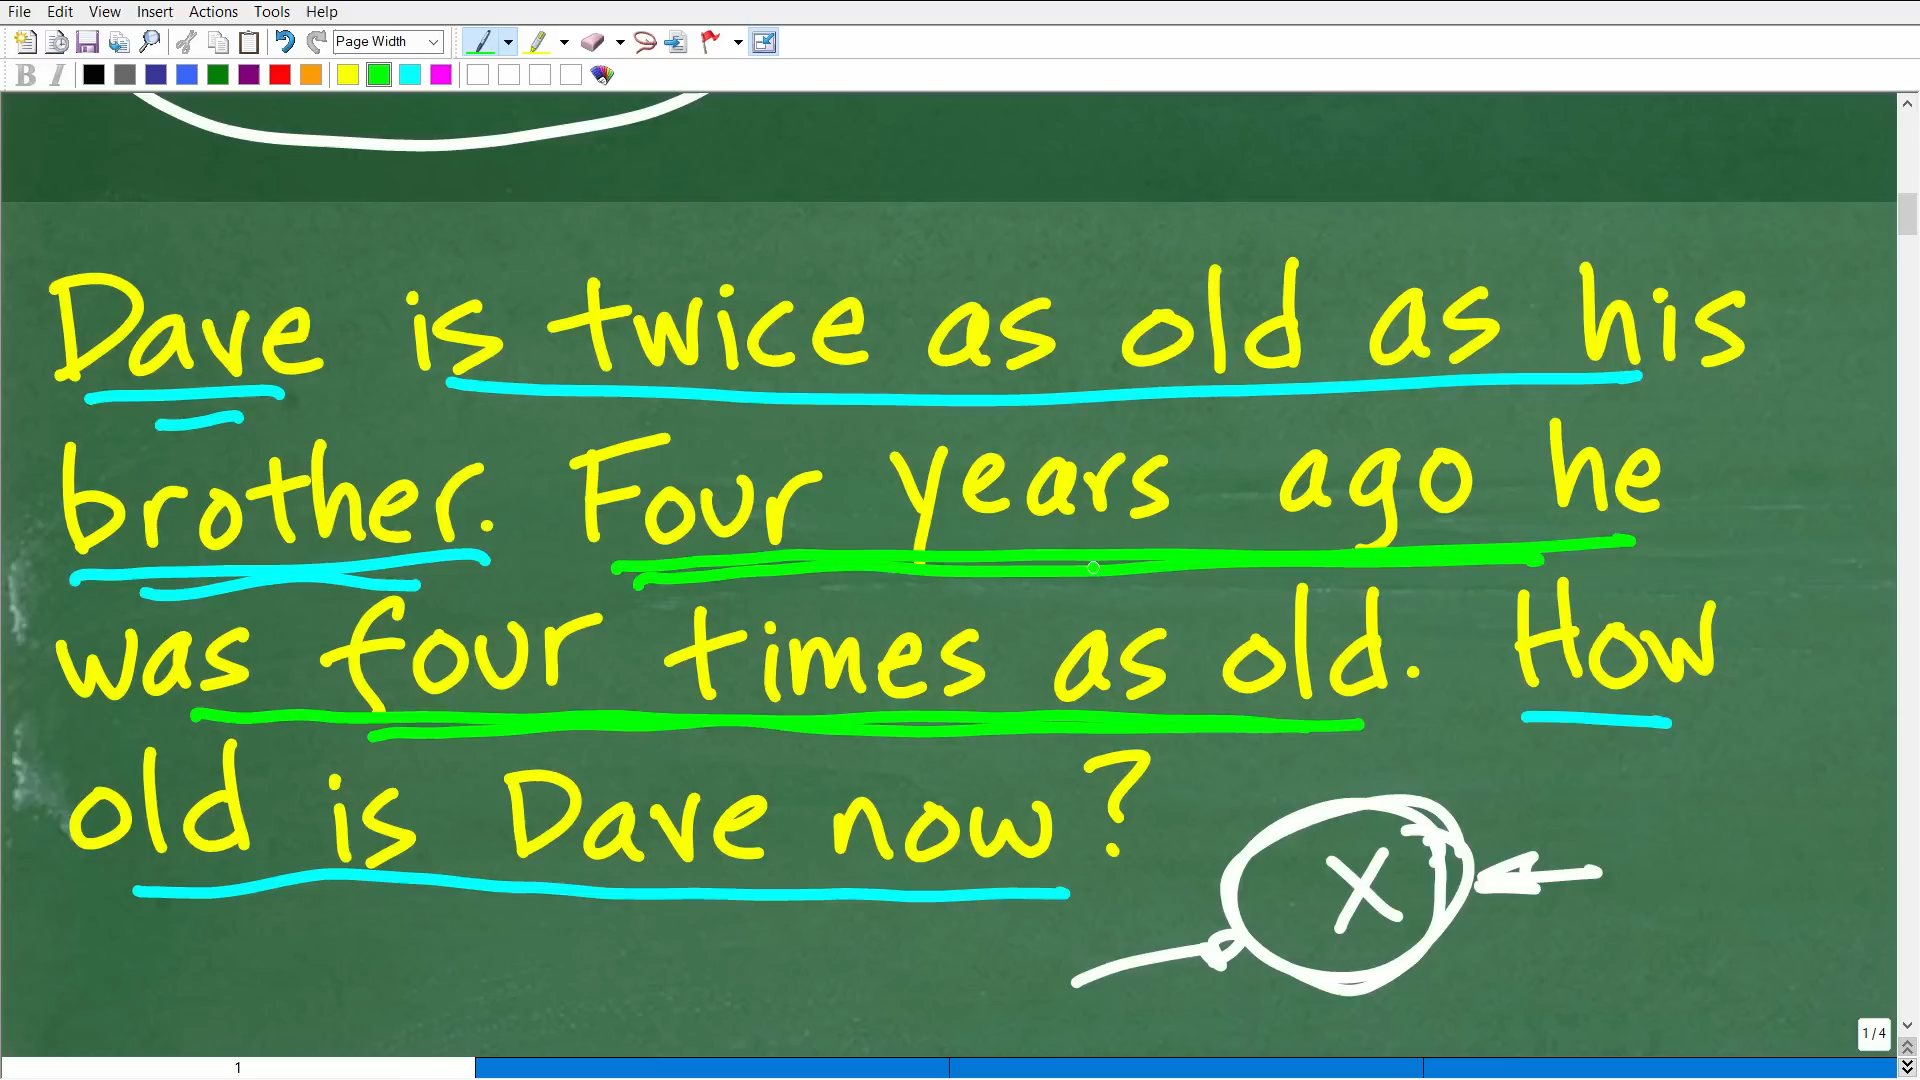 File Edit View Insert Actions Tools Help
Page Width
B I
Dave is twice as old as his
brother. Four years ago he
was four times as old. How
old is Dave now?
X
1 / 4
1